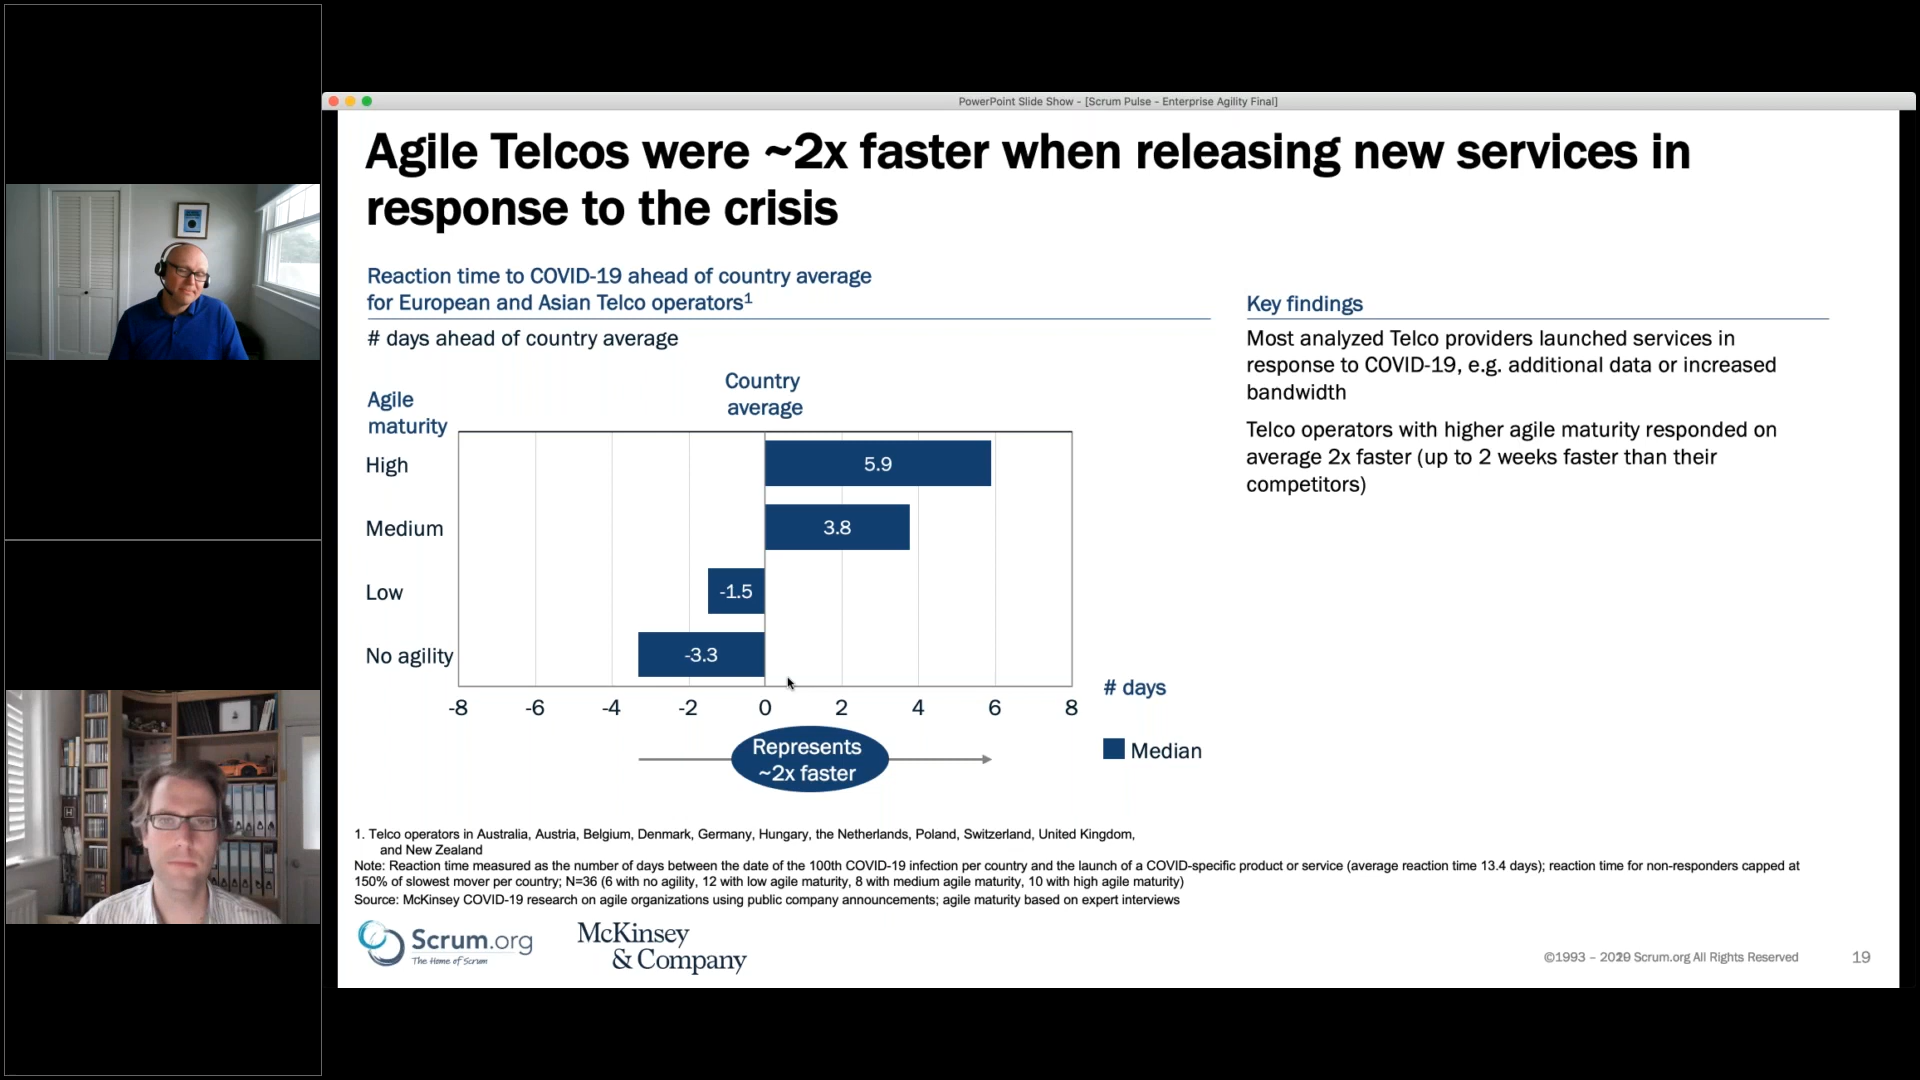 PowerPoint Slide Show - [Scrum Pulse - Enterprise Agility Final]
Agile Telcos were ~2x faster when releasing new services in
response to the crisis
Reaction time to COVID-19 ahead of country average
for European and Asian Telco operators¹
# days ahead of country average
Country
average
Agile
maturity
High
5.9
Medium
3.8
Low
-1.5
No agility
-3.3
# days
-8 -6 -4 -2 0 2 4 6 8
Represents
~2x faster
Median
Key findings
Most analyzed Telco providers launched services in
response to COVID-19, e.g. additional data or increased
bandwidth
Telco operators with higher agile maturity responded on
average 2x faster (up to 2 weeks faster than their
competitors)
1. Telco operators in Australia, Austria, Belgium, Denmark, Germany, Hungary, the Netherlands, Poland, Switzerland, United Kingdom,
and New Zealand
Note: Reaction time measured as the number of days between the date of the 100th COVID-19 infection per country and the launch of a COVID-specific product or service (average reaction time 13.4 days); reaction time for non-responders capped at
150% of slowest mover per country; N=36 (6 with no agility, 12 with low agile maturity, 8 with medium agile maturity, 10 with high agile maturity)
Source: McKinsey COVID-19 research on agile organizations using public company announcements; agile maturity based on expert interviews
Scrum.org
The Home of Scrum
McKinsey
& Company
©1993 – Scrum.org All Rights Reserved
19